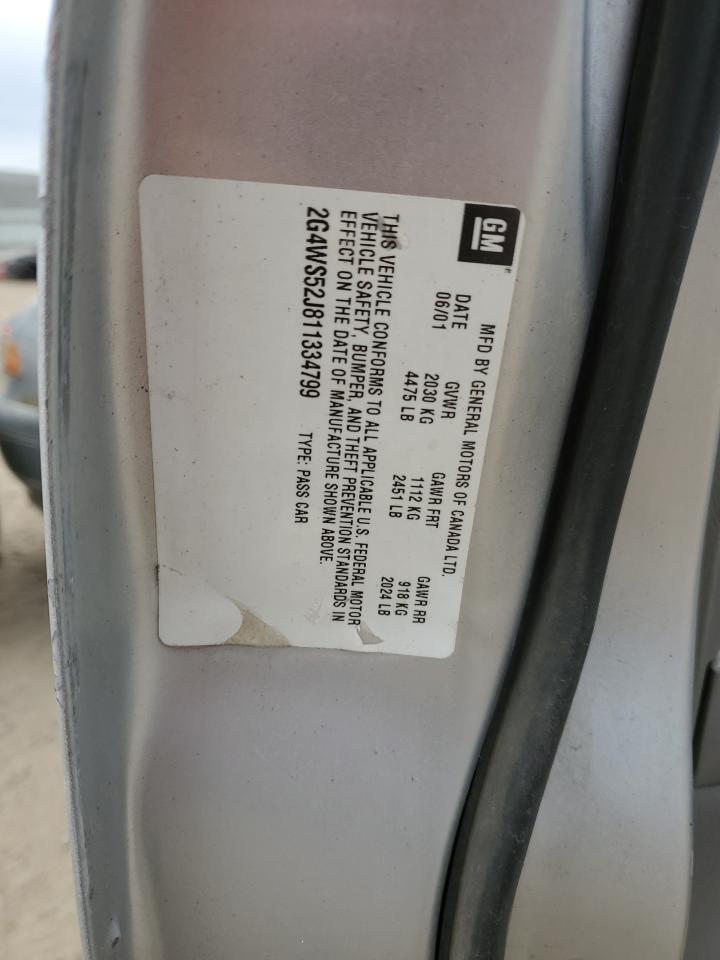 GM
MFD BY GENERAL MOTORS OF CANADA LTD.
DATE GVWR GAWR FRT GAWR RR
06/01 2030 KG 1112 KG 918 KG
4475 LB 2451 LB 2024 LB
THIS VEHICLE CONFORMS TO ALL APPLICABLE U.S. FEDERAL MOTOR
VEHICLE SAFETY, BUMPER, AND THEFT PREVENTION STANDARDS IN
EFFECT ON THE DATE OF MANUFACTURE SHOWN ABOVE.
2G4WS52J811334799 TYPE: PASS CAR